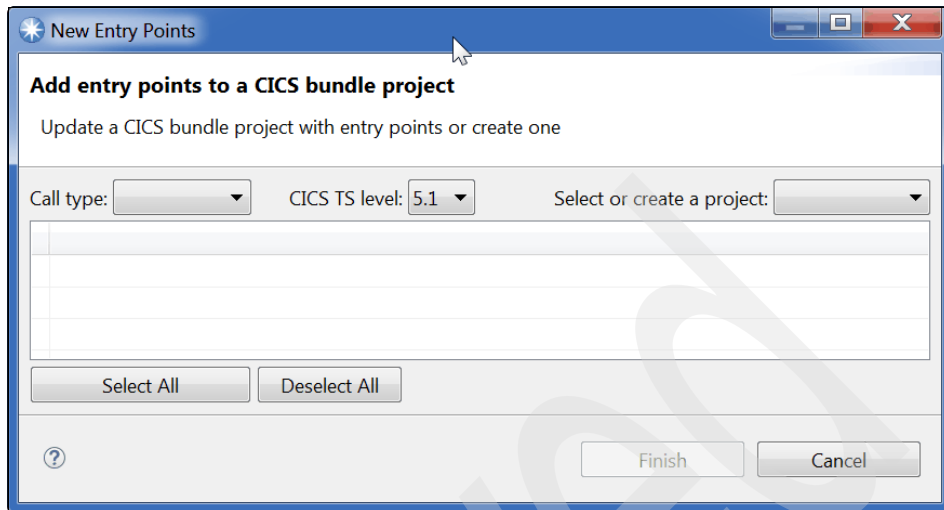 New Entry Points
Add entry points to a CICS bundle project
Update a CICS bundle project with entry points or create one
Call type: CICS TS level: 5.1 Select or create a project:
Select All Deselect All
Finish Cancel